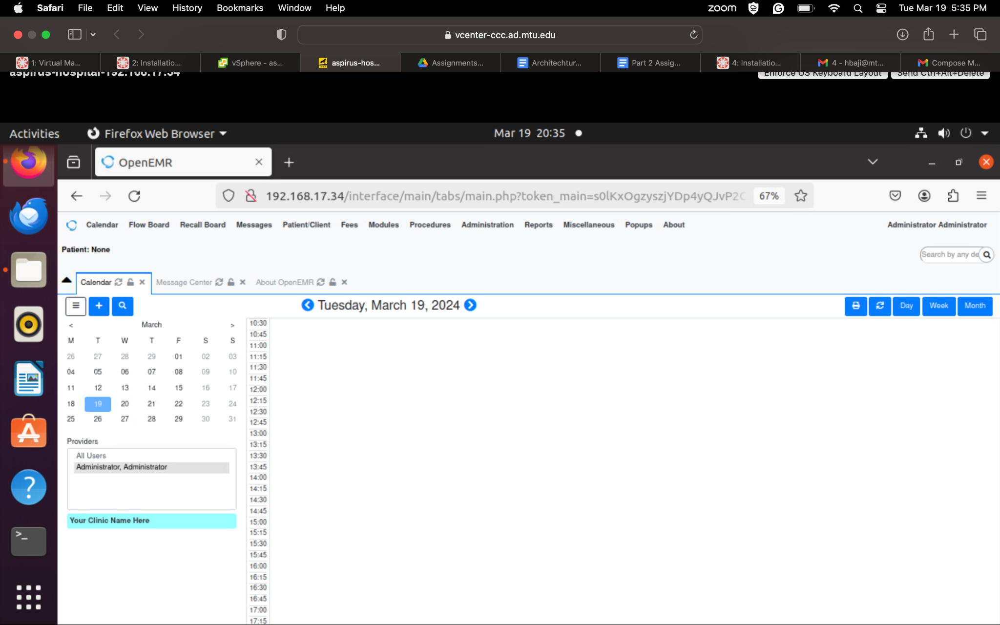 Safari File Edit View History Bookmarks Window Help zoom Tue Mar 19 5:35 PM
vcenter-ccc.ad.mtu.edu
1: Virtual Ma... 2: Installatio... vSphere - as... aspirus-hos... Assignments... Architechtur... Part 2 Assig... 4: Installatio... 4 - hbaji@mt... Compose M...
aspirus-hospital-192.168.17.34 Enforce US Keyboard Layout Send Ctrl+Alt+Delete
Activities Firefox Web Browser Mar 19 20:35
OpenEMR
192.168.17.34/interface/main/tabs/main.php?token_main=s0lKxOgzyszjYDp4yQJvP2C 67%
Calendar Flow Board Recall Board Messages Patient/Client Fees Modules Procedures Administration Reports Miscellaneous Popups About Administrator Administrator
Patient: None
Search by any de
Calendar Message Center About OpenEMR
Tuesday, March 19, 2024 Day Week Month
< March >
M T W T F S S
26 27 28 29 01 02 03
04 05 06 07 08 09 10
11 12 13 14 15 16 17
18 19 20 21 22 23 24
25 26 27 28 29 30 31
Providers
All Users
Administrator, Administrator
Your Clinic Name Here
10:30
10:45
11:00
11:15
11:30
11:45
12:00
12:15
12:30
12:45
13:00
13:15
13:30
13:45
14:00
14:15
14:30
14:45
15:00
15:15
15:30
15:45
16:00
16:15
16:30
16:45
17:00
17:15